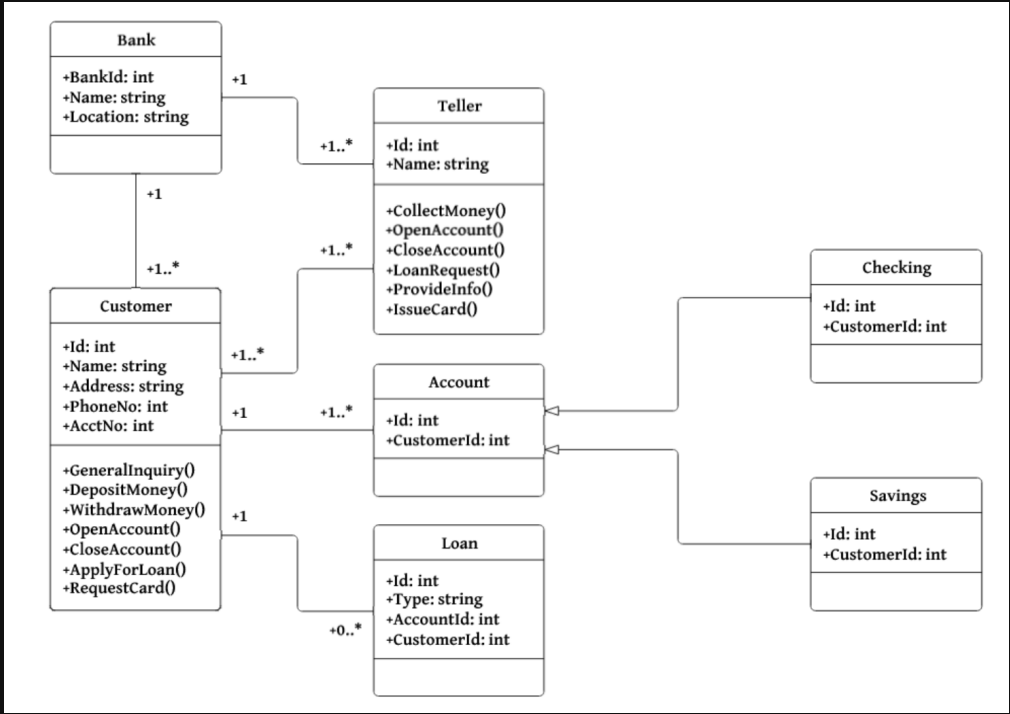 Bank
+BankId: int
+Name: string
+Location: string
+1
+1..*
Teller
+Id: int
+Name: string
+CollectMoney()
+OpenAccount()
+CloseAccount()
+LoanRequest()
+ProvideInfo()
+IssueCard()
+1
+1..*
Customer
+Id: int
+Name: string
+Address: string
+PhoneNo: int
+AcctNo: int
+GeneralInquiry()
+DepositMoney()
+WithdrawMoney()
+OpenAccount()
+CloseAccount()
+ApplyForLoan()
+RequestCard()
+1..*
+1..*
+1
+1..*
Account
+Id: int
+CustomerId: int
+1
+0..*
Loan
+Id: int
+Type: string
+AccountId: int
+CustomerId: int
Checking
+Id: int
+CustomerId: int
Savings
+Id: int
+CustomerId: int